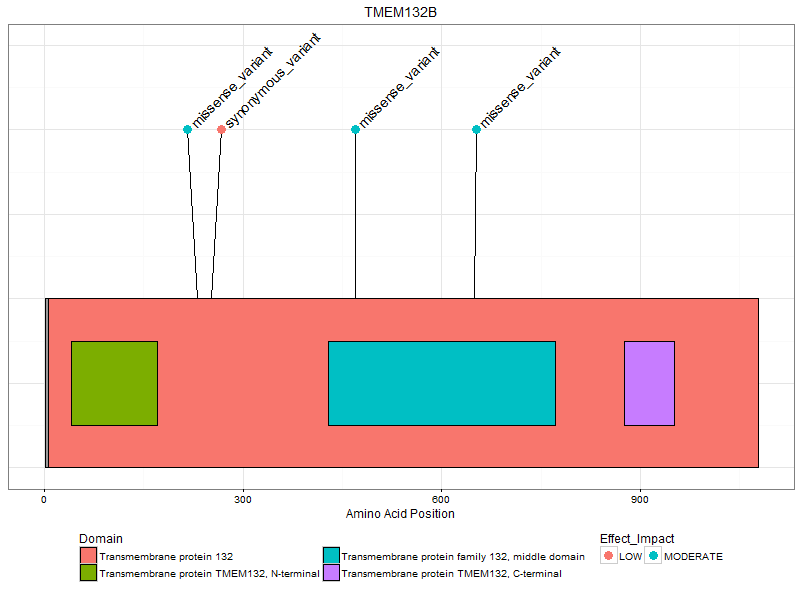 TMEM132B
missense_variant
synonymous_variant
missense_variant
missense_variant
0 300 600 900
Amino Acid Position
Domain
Transmembrane protein 132
Transmembrane protein family 132, middle domain
Transmembrane protein TMEM132, N-terminal
Transmembrane protein TMEM132, C-terminal
Effect_Impact
LOW MODERATE